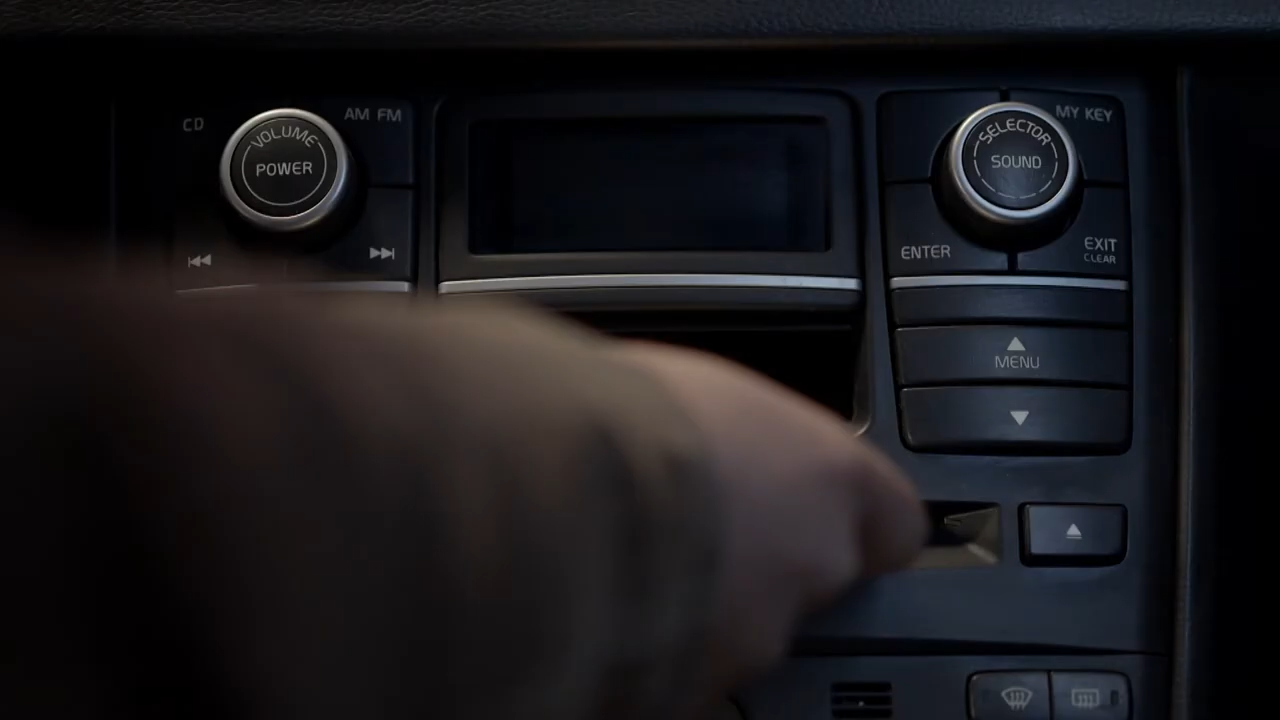 CD
AM FM
VOLUME
POWER
SELECTOR
SOUND
MY KEY
ENTER
EXIT
CLEAR
MENU